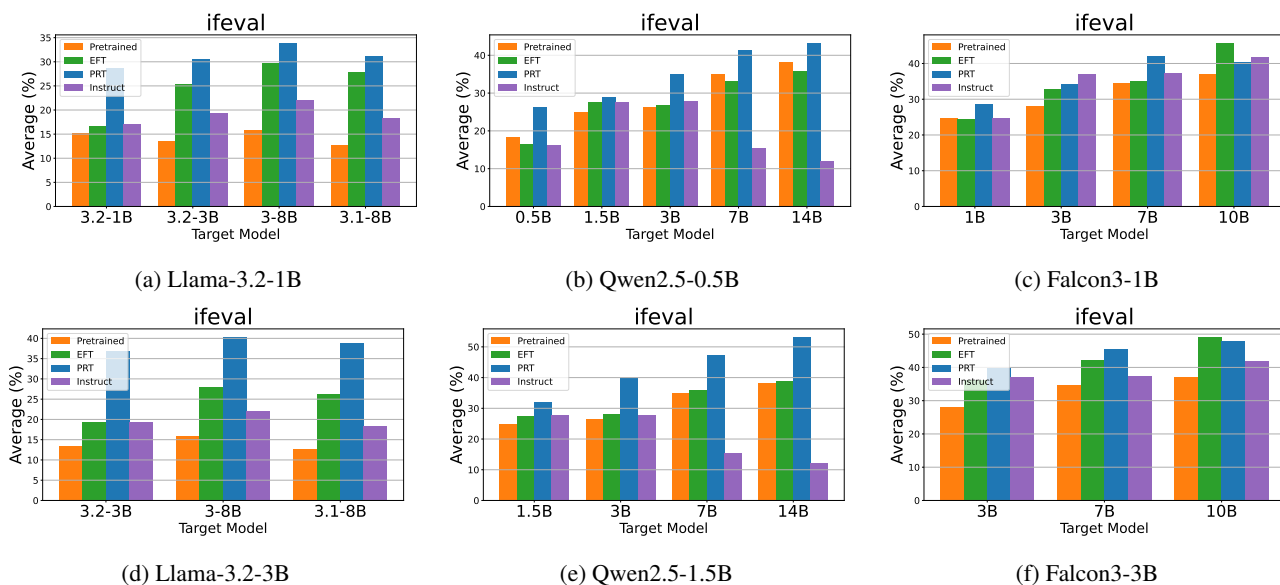 ifeval
Average (%)
35
30
25
20
15
10
5
0
Pretrained
EFT
PRT
Instruct
3.2-1B 3.2-3B 3-8B 3.1-8B
Target Model
(a) Llama-3.2-1B
ifeval
Average (%)
40
30
20
10
0
Pretrained
EFT
PRT
Instruct
0.5B 1.5B 3B 7B 14B
Target Model
(b) Qwen2.5-0.5B
ifeval
Average (%)
40
30
20
10
0
Pretrained
EFT
PRT
Instruct
1B 3B 7B 10B
Target Model
(c) Falcon3-1B
ifeval
Average (%)
40
35
30
25
20
15
10
5
0
Pretrained
EFT
PRT
Instruct
3.2-3B 3-8B 3.1-8B
Target Model
(d) Llama-3.2-3B
ifeval
Average (%)
50
40
30
20
10
0
Pretrained
EFT
PRT
Instruct
1.5B 3B 7B 14B
Target Model
(e) Qwen2.5-1.5B
ifeval
Average (%)
50
40
30
20
10
0
Pretrained
EFT
PRT
Instruct
3B 7B 10B
Target Model
(f) Falcon3-3B